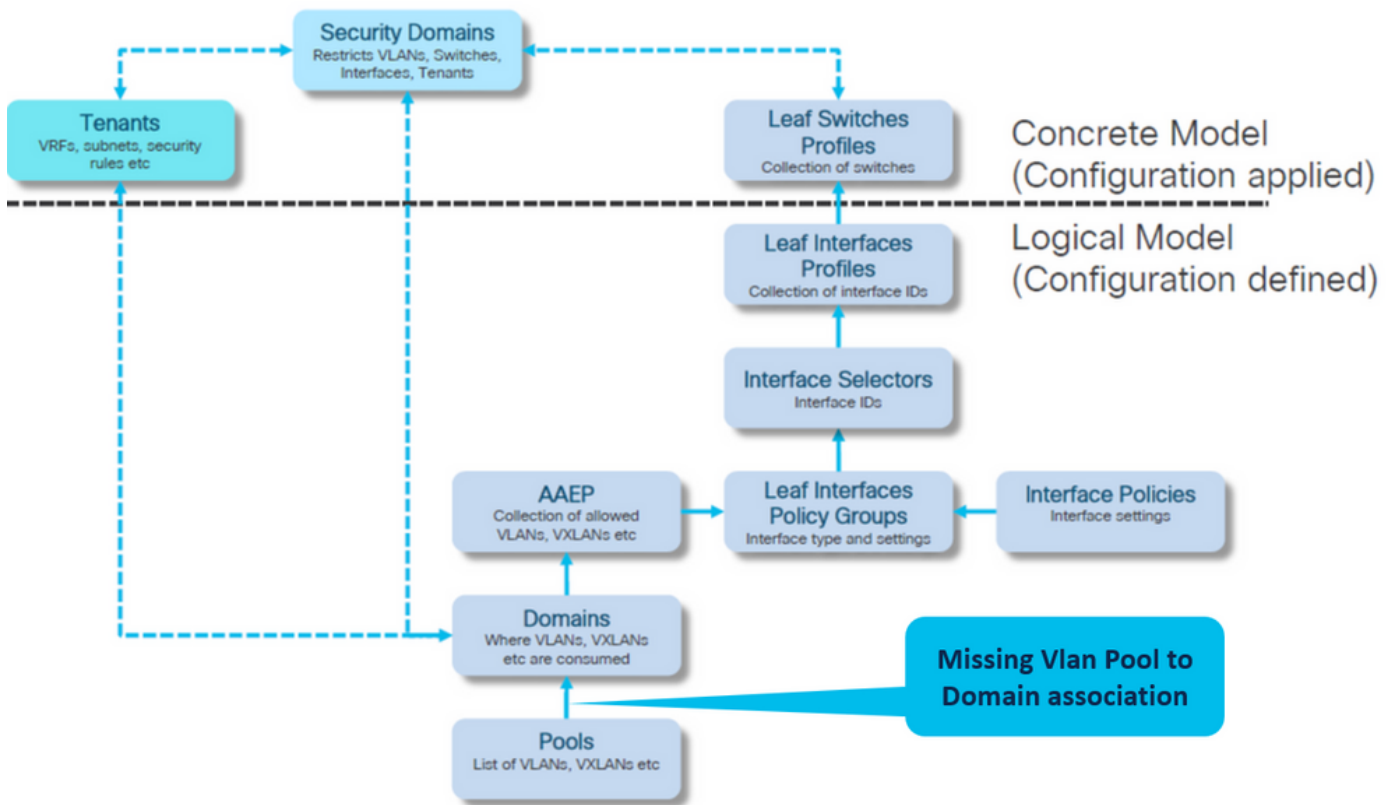 Security Domains
Restricts VLANs, Switches,
Interfaces, Tenants
Tenants
VRFs, subnets, security
rules etc
Leaf Switches
Profiles
Collection of switches
Concrete Model
(Configuration applied)
Leaf Interfaces
Profiles
Collection of interface IDs
Logical Model
(Configuration defined)
Interface Selectors
Interface IDs
AAEP
Collection of allowed
VLANs, VXLANs etc
Leaf Interfaces
Policy Groups
Interface type and settings
Interface Policies
Interface settings
Domains
Where VLANs, VXLANs
etc are consumed
Missing Vlan Pool to
Domain association
Pools
List of VLANs, VXLANs etc